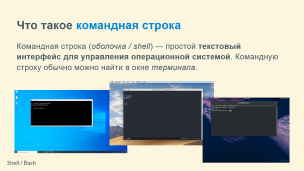 Что такое командная строка
Командная строка (оболочка / shell) — простой текстовый
интерфейс для управления операционной системой. Командную
строку обычно можно найти в окне терминала.
Shell / Bash